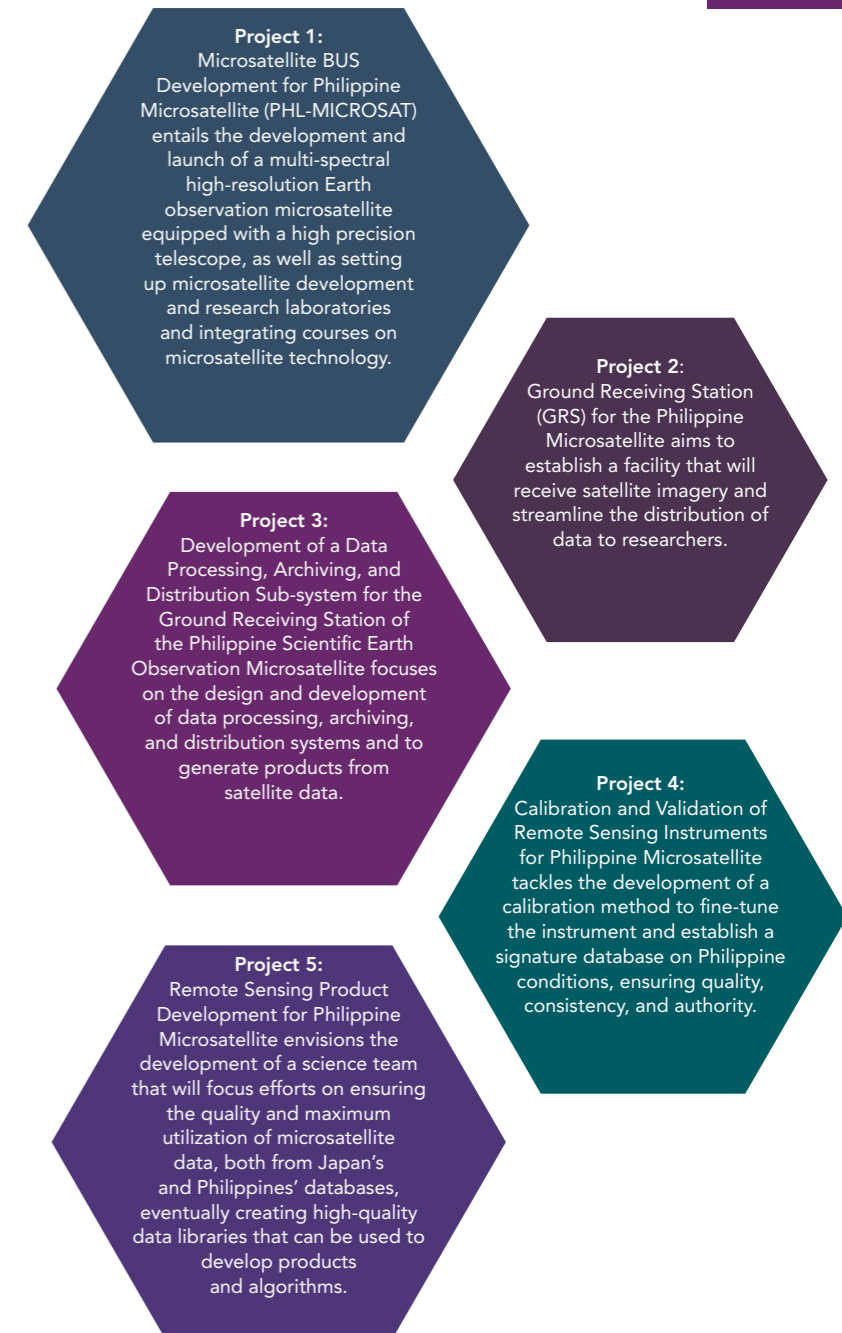 Project 1:
Microsatellite BUS
Development for Philippine
Microsatellite (PHL-MICROSAT)
entails the development and
launch of a multi-spectral
high-resolution Earth
observation microsatellite
equipped with a high precision
telescope, as well as setting
up microsatellite development
and research laboratories
and integrating courses on
microsatellite technology.
Project 2:
Ground Receiving Station
(GRS) for the Philippine
Microsatellite aims to
establish a facility that will
receive satellite imagery and
streamline the distribution of
data to researchers.
Project 3:
Development of a Data
Processing, Archiving, and
Distribution Sub-system for the
Ground Receiving Station of
the Philippine Scientific Earth
Observation Microsatellite focuses
on the design and development
of data processing, archiving,
and distribution systems and to
generate products from
satellite data.
Project 4:
Calibration and Validation of
Remote Sensing Instruments
for Philippine Microsatellite
tackles the development of a
calibration method to fine-tune
the instrument and establish a
signature database on Philippine
conditions, ensuring quality,
consistency, and authority.
Project 5:
Remote Sensing Product
Development for Philippine
Microsatellite envisions the
development of a science team
that will focus efforts on ensuring
the quality and maximum
utilization of microsatellite
data, both from Japan’s
and Philippines’ databases,
eventually creating high-quality
data libraries that can be used to
develop products
and algorithms.